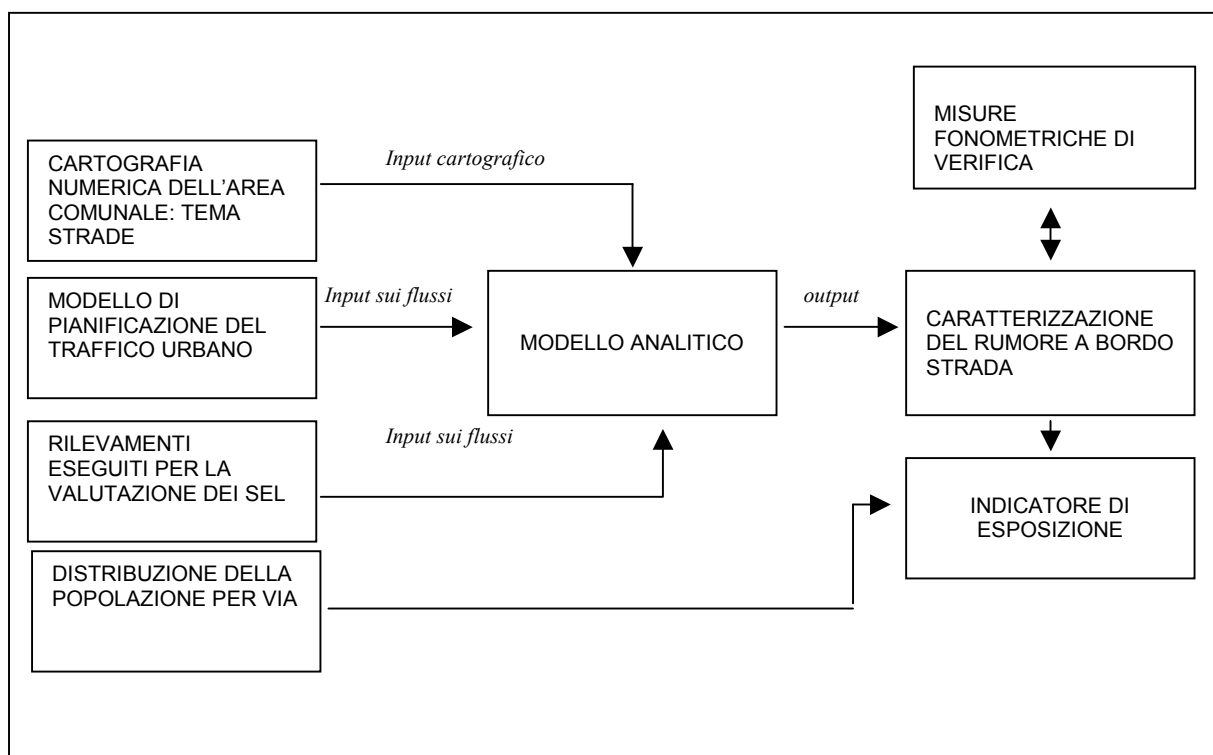 MISURE
FONOMETRICHE DI
VERIFICA
CARTOGRAFIA
NUMERICA DELL’AREA
COMUNALE: TEMA
STRADE
Input cartografico
MODELLO DI
PIANIFICAZIONE DEL
TRAFFICO URBANO
Input sui flussi
MODELLO ANALITICO
output
CARATTERIZZAZIONE
DEL RUMORE A BORDO
STRADA
RILEVAMENTI
ESEGUITI PER LA
VALUTAZIONE DEI SEL
Input sui flussi
INDICATORE DI
ESPOSIZIONE
DISTRIBUZIONE DELLA
POPOLAZIONE PER VIA